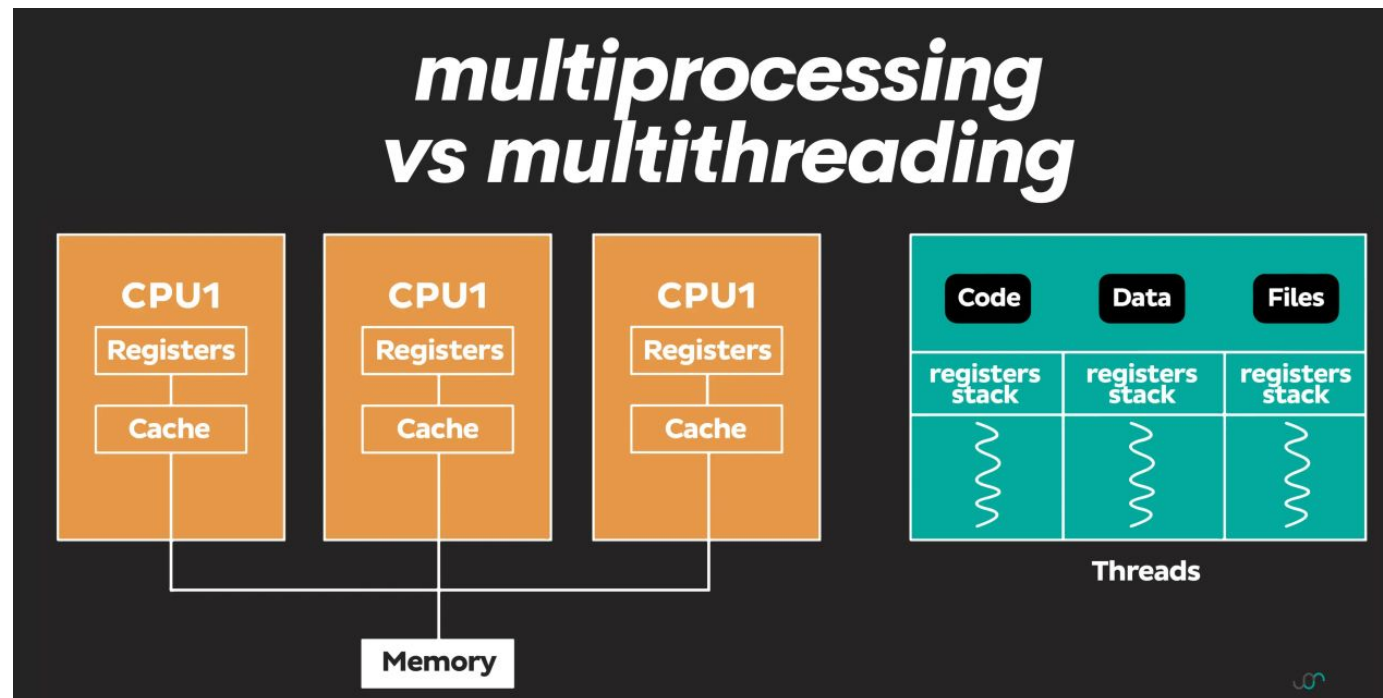 multiprocessing
vs multithreading
CPU1
Registers
Cache
CPU1
Registers
Cache
CPU1
Registers
Cache
Memory
Code
Data
Files
registers
stack
registers
stack
registers
stack
Threads